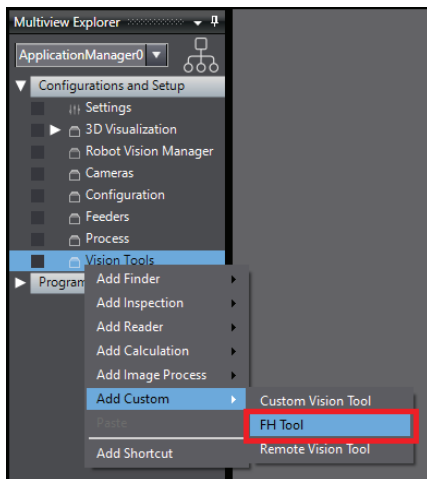 Multiview Explorer
ApplicationManager0
Configurations and Setup
Settings
3D Visualization
Robot Vision Manager
Cameras
Configuration
Feeders
Process
Vision Tools
Program
Add Finder
Add Inspection
Add Reader
Add Calculation
Add Image Process
Add Custom
Paste
Add Shortcut
Custom Vision Tool
FH Tool
Remote Vision Tool